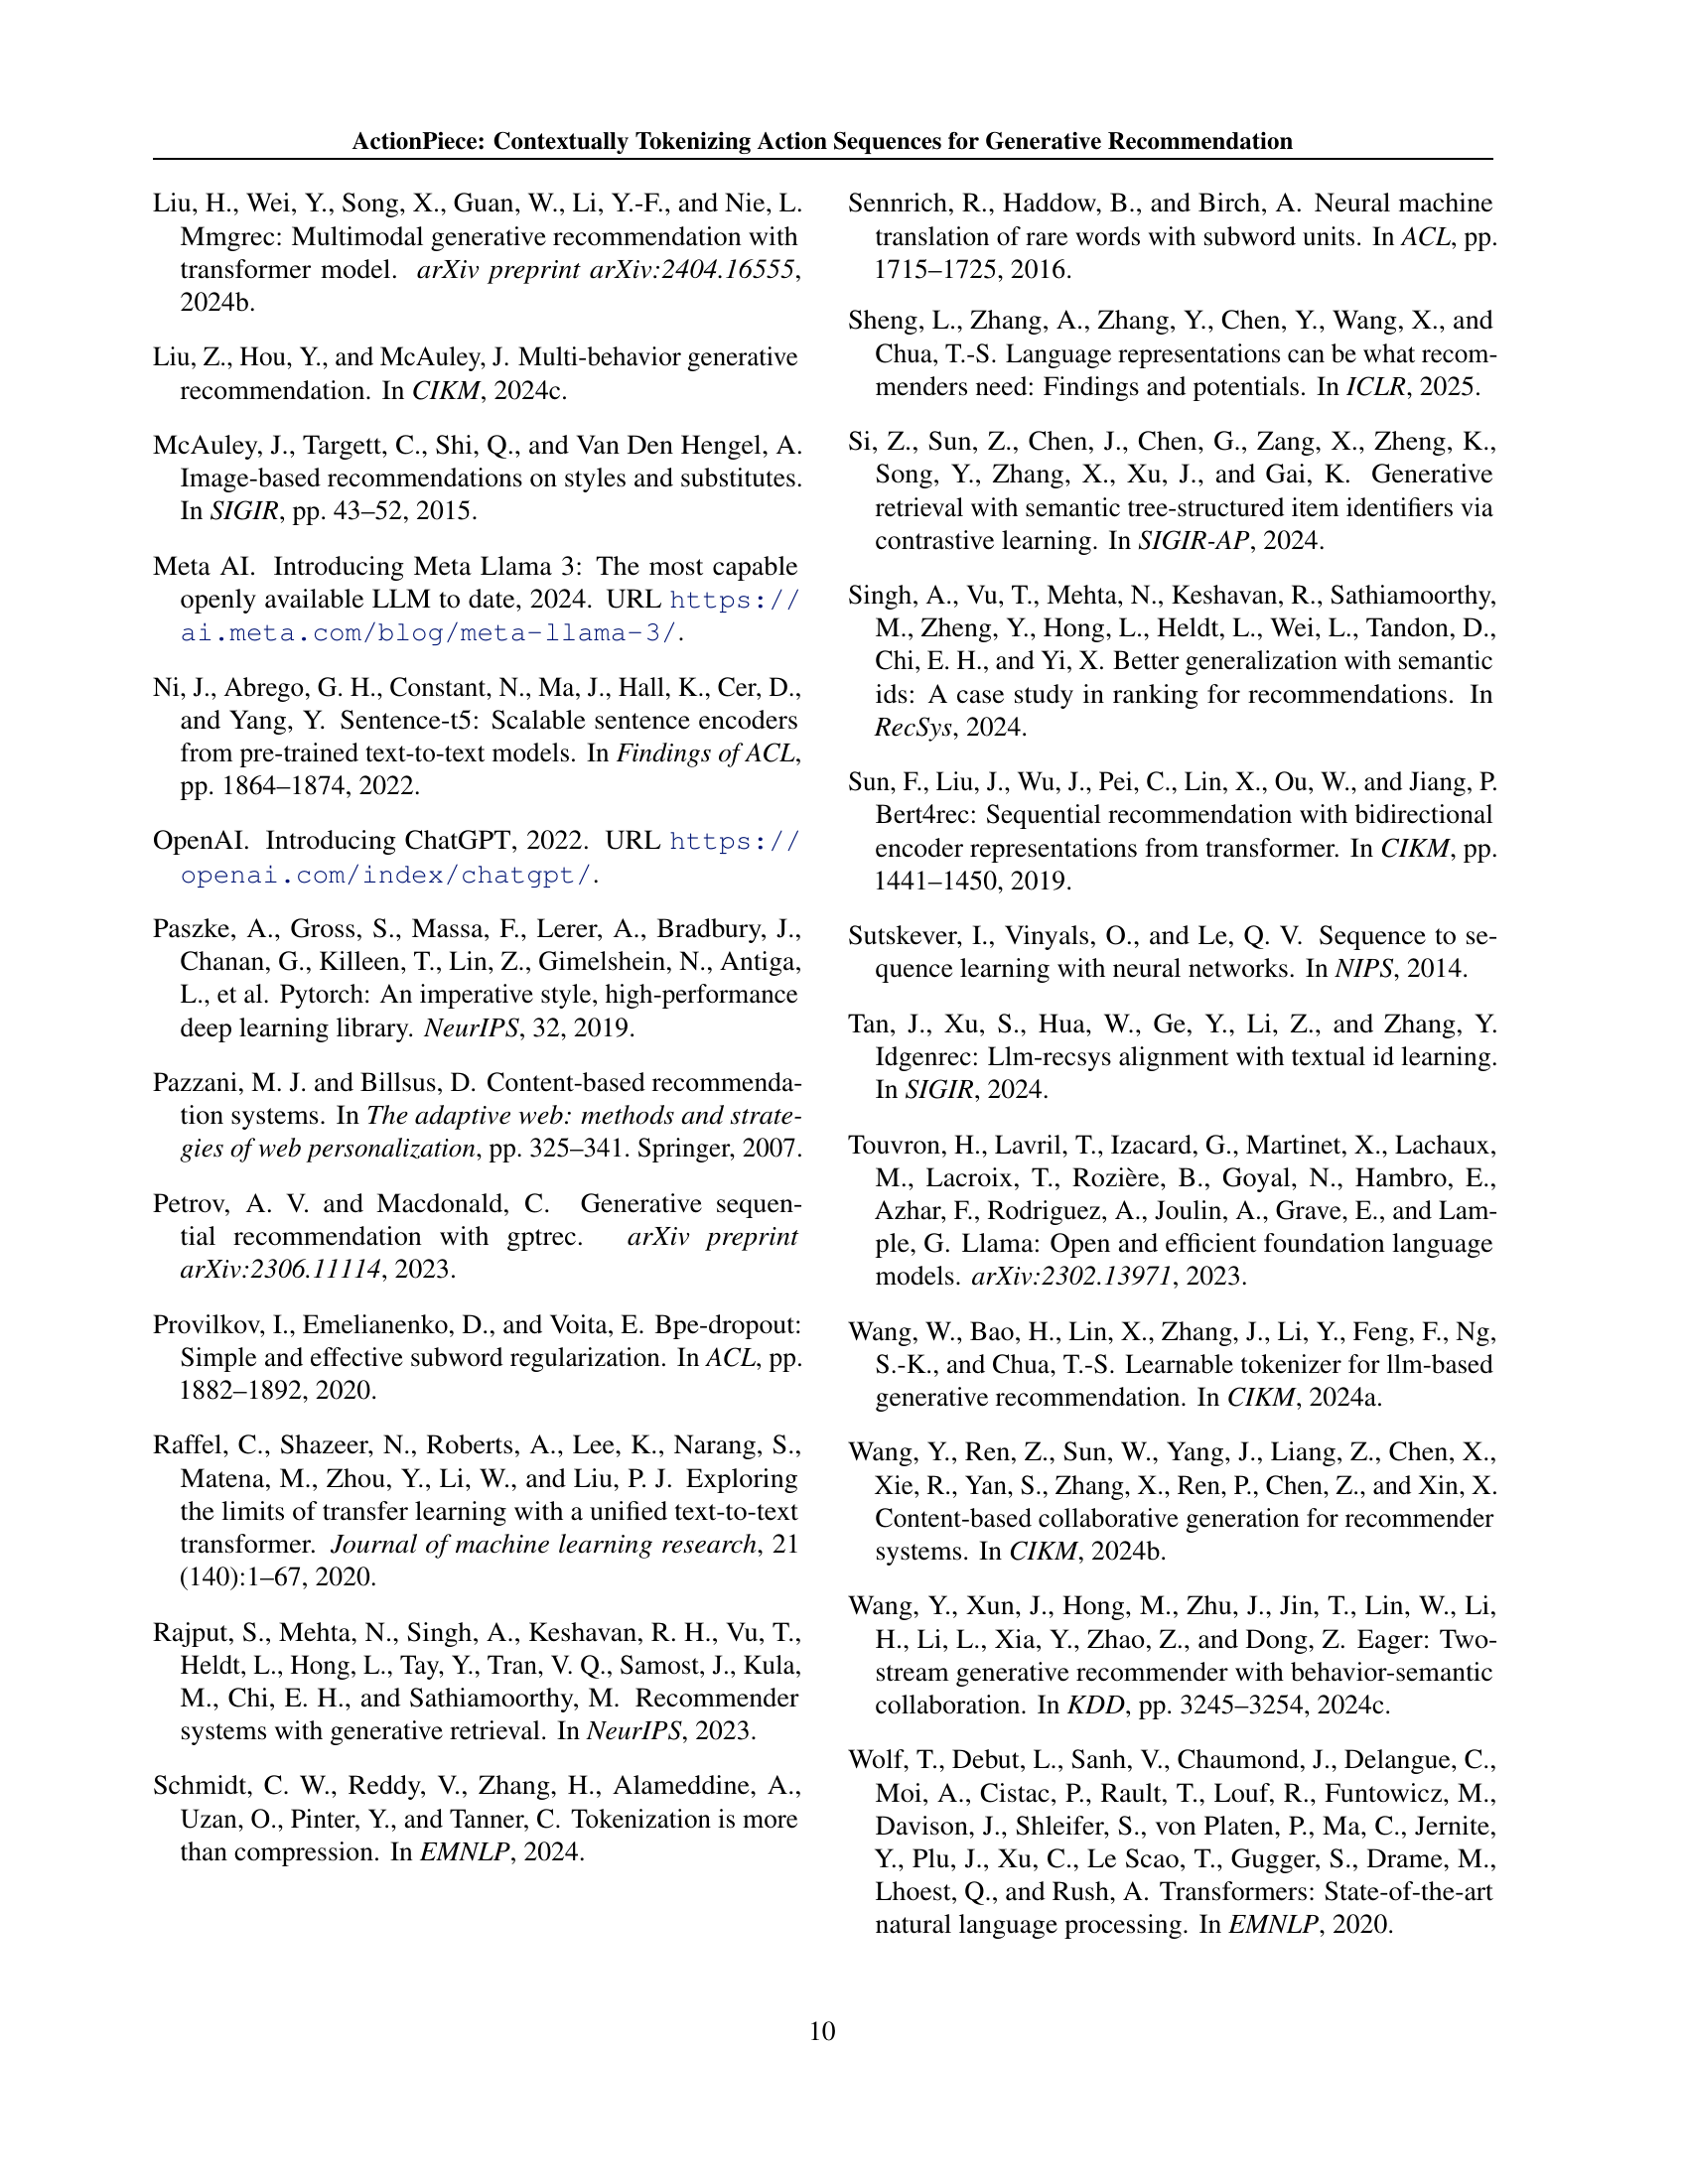 ActionPiece: Contextually Tokenizing Action Sequences for Generative Recommendation
Liu, H., Wei, Y., Song, X., Guan, W., Li, Y.-F., and Nie, L.
Mmgrec: Multimodal generative recommendation with
transformer model. arXiv preprint arXiv:2404.16555,
2024b.
Liu, Z., Hou, Y., and McAuley, J. Multi-behavior generative
recommendation. In CIKM, 2024c.
McAuley, J., Targett, C., Shi, Q., and Van Den Hengel, A.
Image-based recommendations on styles and substitutes.
In SIGIR, pp. 43–52, 2015.
Meta AI. Introducing Meta Llama 3: The most capable
openly available LLM to date, 2024. URL https://
ai.meta.com/blog/meta-llama-3/.
Ni, J., Abrego, G. H., Constant, N., Ma, J., Hall, K., Cer, D.,
and Yang, Y. Sentence-t5: Scalable sentence encoders
from pre-trained text-to-text models. In Findings of ACL,
pp. 1864–1874, 2022.
OpenAI. Introducing ChatGPT, 2022. URL https://
openai.com/index/chatgpt/.
Paszke, A., Gross, S., Massa, F., Lerer, A., Bradbury, J.,
Chanan, G., Killeen, T., Lin, Z., Gimelshein, N., Antiga,
L., et al. Pytorch: An imperative style, high-performance
deep learning library. NeurIPS, 32, 2019.
Pazzani, M. J. and Billsus, D. Content-based recommenda-
tion systems. In The adaptive web: methods and strate-
gies of web personalization, pp. 325–341. Springer, 2007.
Petrov, A. V. and Macdonald, C. Generative sequen-
tial recommendation with gptrec. arXiv preprint
arXiv:2306.11114, 2023.
Provilkov, I., Emelianenko, D., and Voita, E. Bpe-dropout:
Simple and effective subword regularization. In ACL, pp.
1882–1892, 2020.
Raffel, C., Shazeer, N., Roberts, A., Lee, K., Narang, S.,
Matena, M., Zhou, Y., Li, W., and Liu, P. J. Exploring
the limits of transfer learning with a unified text-to-text
transformer. Journal of machine learning research, 21
(140):1–67, 2020.
Rajput, S., Mehta, N., Singh, A., Keshavan, R. H., Vu, T.,
Heldt, L., Hong, L., Tay, Y., Tran, V. Q., Samost, J., Kula,
M., Chi, E. H., and Sathiamoorthy, M. Recommender
systems with generative retrieval. In NeurIPS, 2023.
Schmidt, C. W., Reddy, V., Zhang, H., Alameddine, A.,
Uzan, O., Pinter, Y., and Tanner, C. Tokenization is more
than compression. In EMNLP, 2024.
Sennrich, R., Haddow, B., and Birch, A. Neural machine
translation of rare words with subword units. In ACL, pp.
1715–1725, 2016.
Sheng, L., Zhang, A., Zhang, Y., Chen, Y., Wang, X., and
Chua, T.-S. Language representations can be what recom-
menders need: Findings and potentials. In ICLR, 2025.
Si, Z., Sun, Z., Chen, J., Chen, G., Zang, X., Zheng, K.,
Song, Y., Zhang, X., Xu, J., and Gai, K. Generative
retrieval with semantic tree-structured item identifiers via
contrastive learning. In SIGIR-AP, 2024.
Singh, A., Vu, T., Mehta, N., Keshavan, R., Sathiamoorthy,
M., Zheng, Y., Hong, L., Heldt, L., Wei, L., Tandon, D.,
Chi, E. H., and Yi, X. Better generalization with semantic
ids: A case study in ranking for recommendations. In
RecSys, 2024.
Sun, F., Liu, J., Wu, J., Pei, C., Lin, X., Ou, W., and Jiang, P.
Bert4rec: Sequential recommendation with bidirectional
encoder representations from transformer. In CIKM, pp.
1441–1450, 2019.
Sutskever, I., Vinyals, O., and Le, Q. V. Sequence to se-
quence learning with neural networks. In NIPS, 2014.
Tan, J., Xu, S., Hua, W., Ge, Y., Li, Z., and Zhang, Y.
Idgenrec: Llm-recsys alignment with textual id learning.
In SIGIR, 2024.
Touvron, H., Lavril, T., Izacard, G., Martinet, X., Lachaux,
M., Lacroix, T., Rozière, B., Goyal, N., Hambro, E.,
Azhar, F., Rodriguez, A., Joulin, A., Grave, E., and Lam-
ple, G. Llama: Open and efficient foundation language
models. arXiv:2302.13971, 2023.
Wang, W., Bao, H., Lin, X., Zhang, J., Li, Y., Feng, F., Ng,
S.-K., and Chua, T.-S. Learnable tokenizer for llm-based
generative recommendation. In CIKM, 2024a.
Wang, Y., Ren, Z., Sun, W., Yang, J., Liang, Z., Chen, X.,
Xie, R., Yan, S., Zhang, X., Ren, P., Chen, Z., and Xin, X.
Content-based collaborative generation for recommender
systems. In CIKM, 2024b.
Wang, Y., Xun, J., Hong, M., Zhu, J., Jin, T., Lin, W., Li,
H., Li, L., Xia, Y., Zhao, Z., and Dong, Z. Eager: Two-
stream generative recommender with behavior-semantic
collaboration. In KDD, pp. 3245–3254, 2024c.
Wolf, T., Debut, L., Sanh, V., Chaumond, J., Delangue, C.,
Moi, A., Cistac, P., Rault, T., Louf, R., Funtowicz, M.,
Davison, J., Shleifer, S., von Platen, P., Ma, C., Jernite,
Y., Plu, J., Xu, C., Le Scao, T., Gugger, S., Drame, M.,
Lhoest, Q., and Rush, A. Transformers: State-of-the-art
natural language processing. In EMNLP, 2020.
10